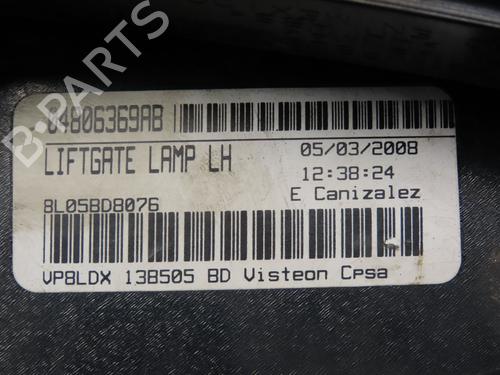 B-PARTS
04806369AB
LIFTGATE LAMP LH
05/03/2008
12:38:24
E Canizalez
8L05BD8076
VP8LDX 13B505 BD Visteon Cpsa